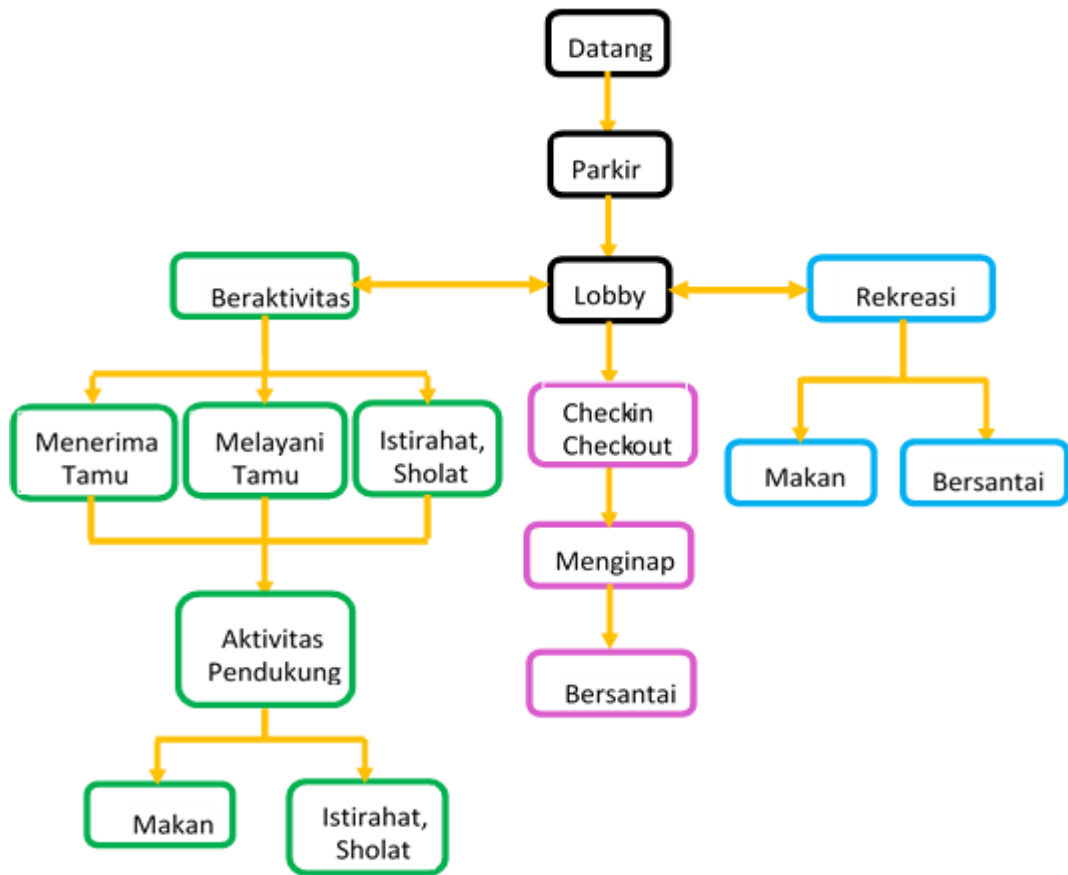 Datang
Parkir
Beraktivitas
Lobby
Rekreasi
Menerima
Tamu
Melayani
Tamu
Istirahat,
Sholat
Checkin
Checkout
Makan
Bersantai
Menginap
Aktivitas
Pendukung
Bersantai
Makan
Istirahat,
Sholat